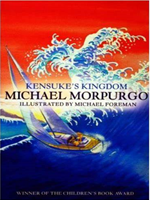 KENSUKE'S KINGDOM
MICHAEL MORPURGO
ILLUSTRATED BY MICHAEL FOREMAN
WINNER OF THE CHILDREN'S BOOK AWARD